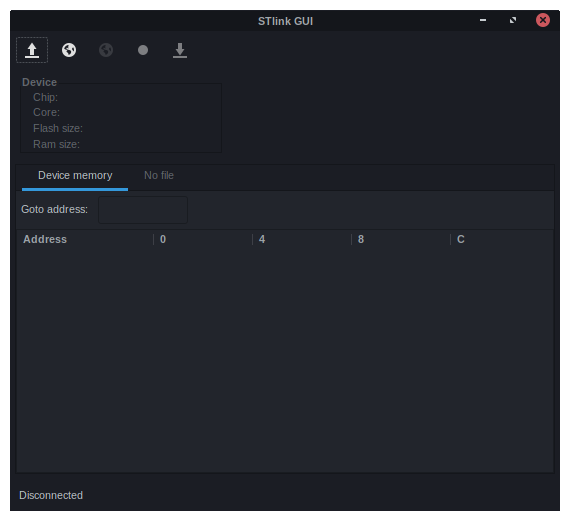 STlink GUI
Device
Chip:
Core:
Flash size:
Ram size:
Device memory No file
Goto address:
Address 0 4 8 C
Disconnected